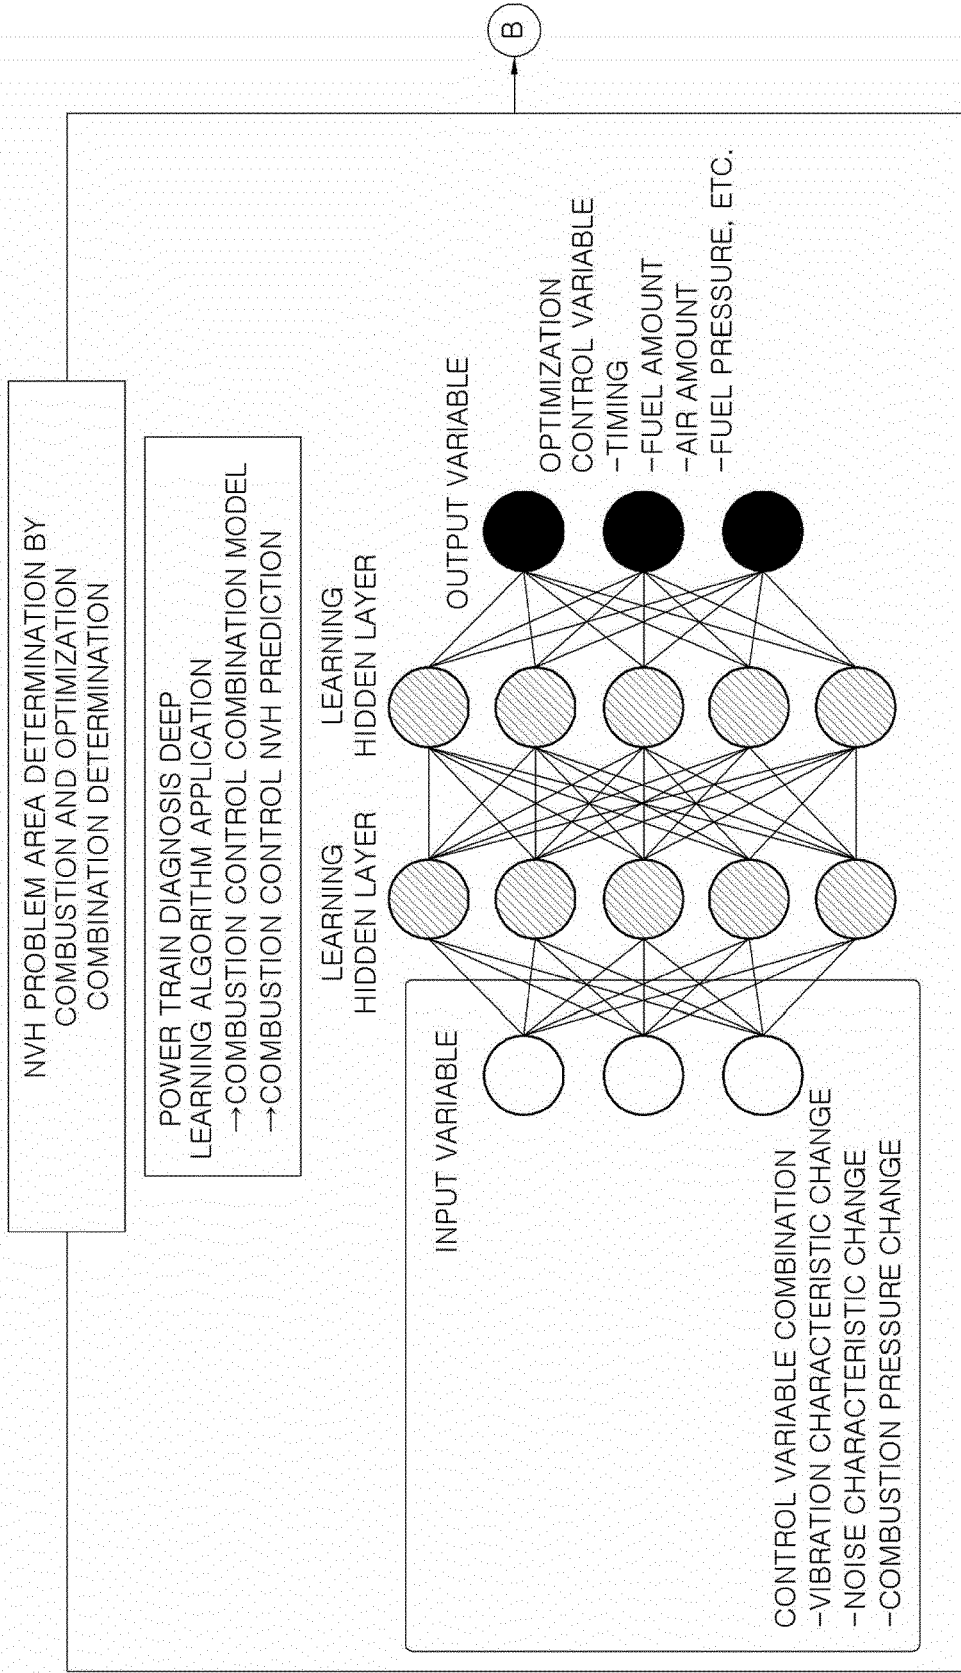 NVH PROBLEM AREA DETERMINATION BY
COMBUSTION AND OPTIMIZATION
COMBINATION DETERMINATION
POWER TRAIN DIAGNOSIS DEEP
LEARNING ALGORITHM APPLICATION
→COMBUSTION CONTROL COMBINATION MODEL
→COMBUSTION CONTROL NVH PREDICTION
INPUT VARIABLE
LEARNING
HIDDEN LAYER
LEARNING
HIDDEN LAYER
OUTPUT VARIABLE
CONTROL VARIABLE COMBINATION
-VIBRATION CHARACTERISTIC CHANGE
-NOISE CHARACTERISTIC CHANGE
-COMBUSTION PRESSURE CHANGE
OPTIMIZATION
CONTROL VARIABLE
-TIMING
-FUEL AMOUNT
-AIR AMOUNT
-FUEL PRESSURE, ETC.
B